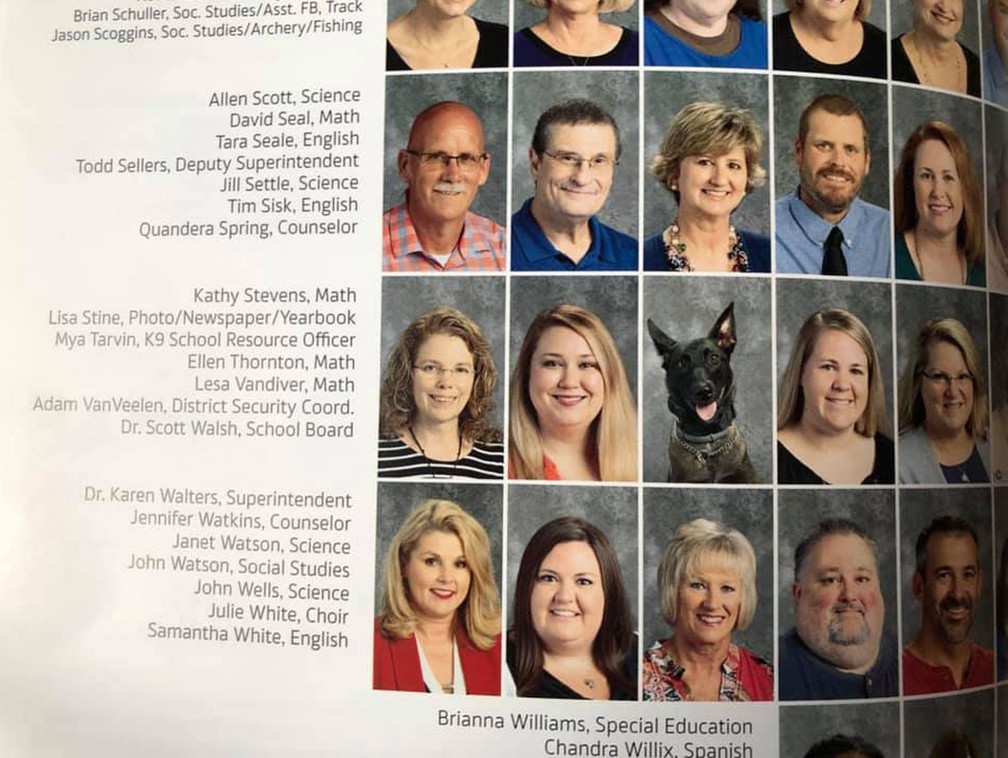 Brian Schuller, Soc. Studies/Asst. FB, Track
Jason Scoggins, Soc. Studies/Archery/Fishing
Allen Scott, Science
David Seal, Math
Tara Seale, English
Todd Sellers, Deputy Superintendent
Jill Settle, Science
Tim Sisk, English
Quandera Spring, Counselor
Kathy Stevens, Math
Lisa Stine, Photo/Newspaper/Yearbook
Mya Tarvin, K9 School Resource Officer
Ellen Thornton, Math
Lesa Vandiver, Math
Adam VanVeelen, District Security Coord.
Dr. Scott Walsh, School Board
Dr. Karen Walters, Superintendent
Jennifer Watkins, Counselor
Janet Watson, Science
John Watson, Social Studies
John Wells, Science
Julie White, Choir
Samantha White, English
Brianna Williams, Special Education
Chandra Willix, Spanish